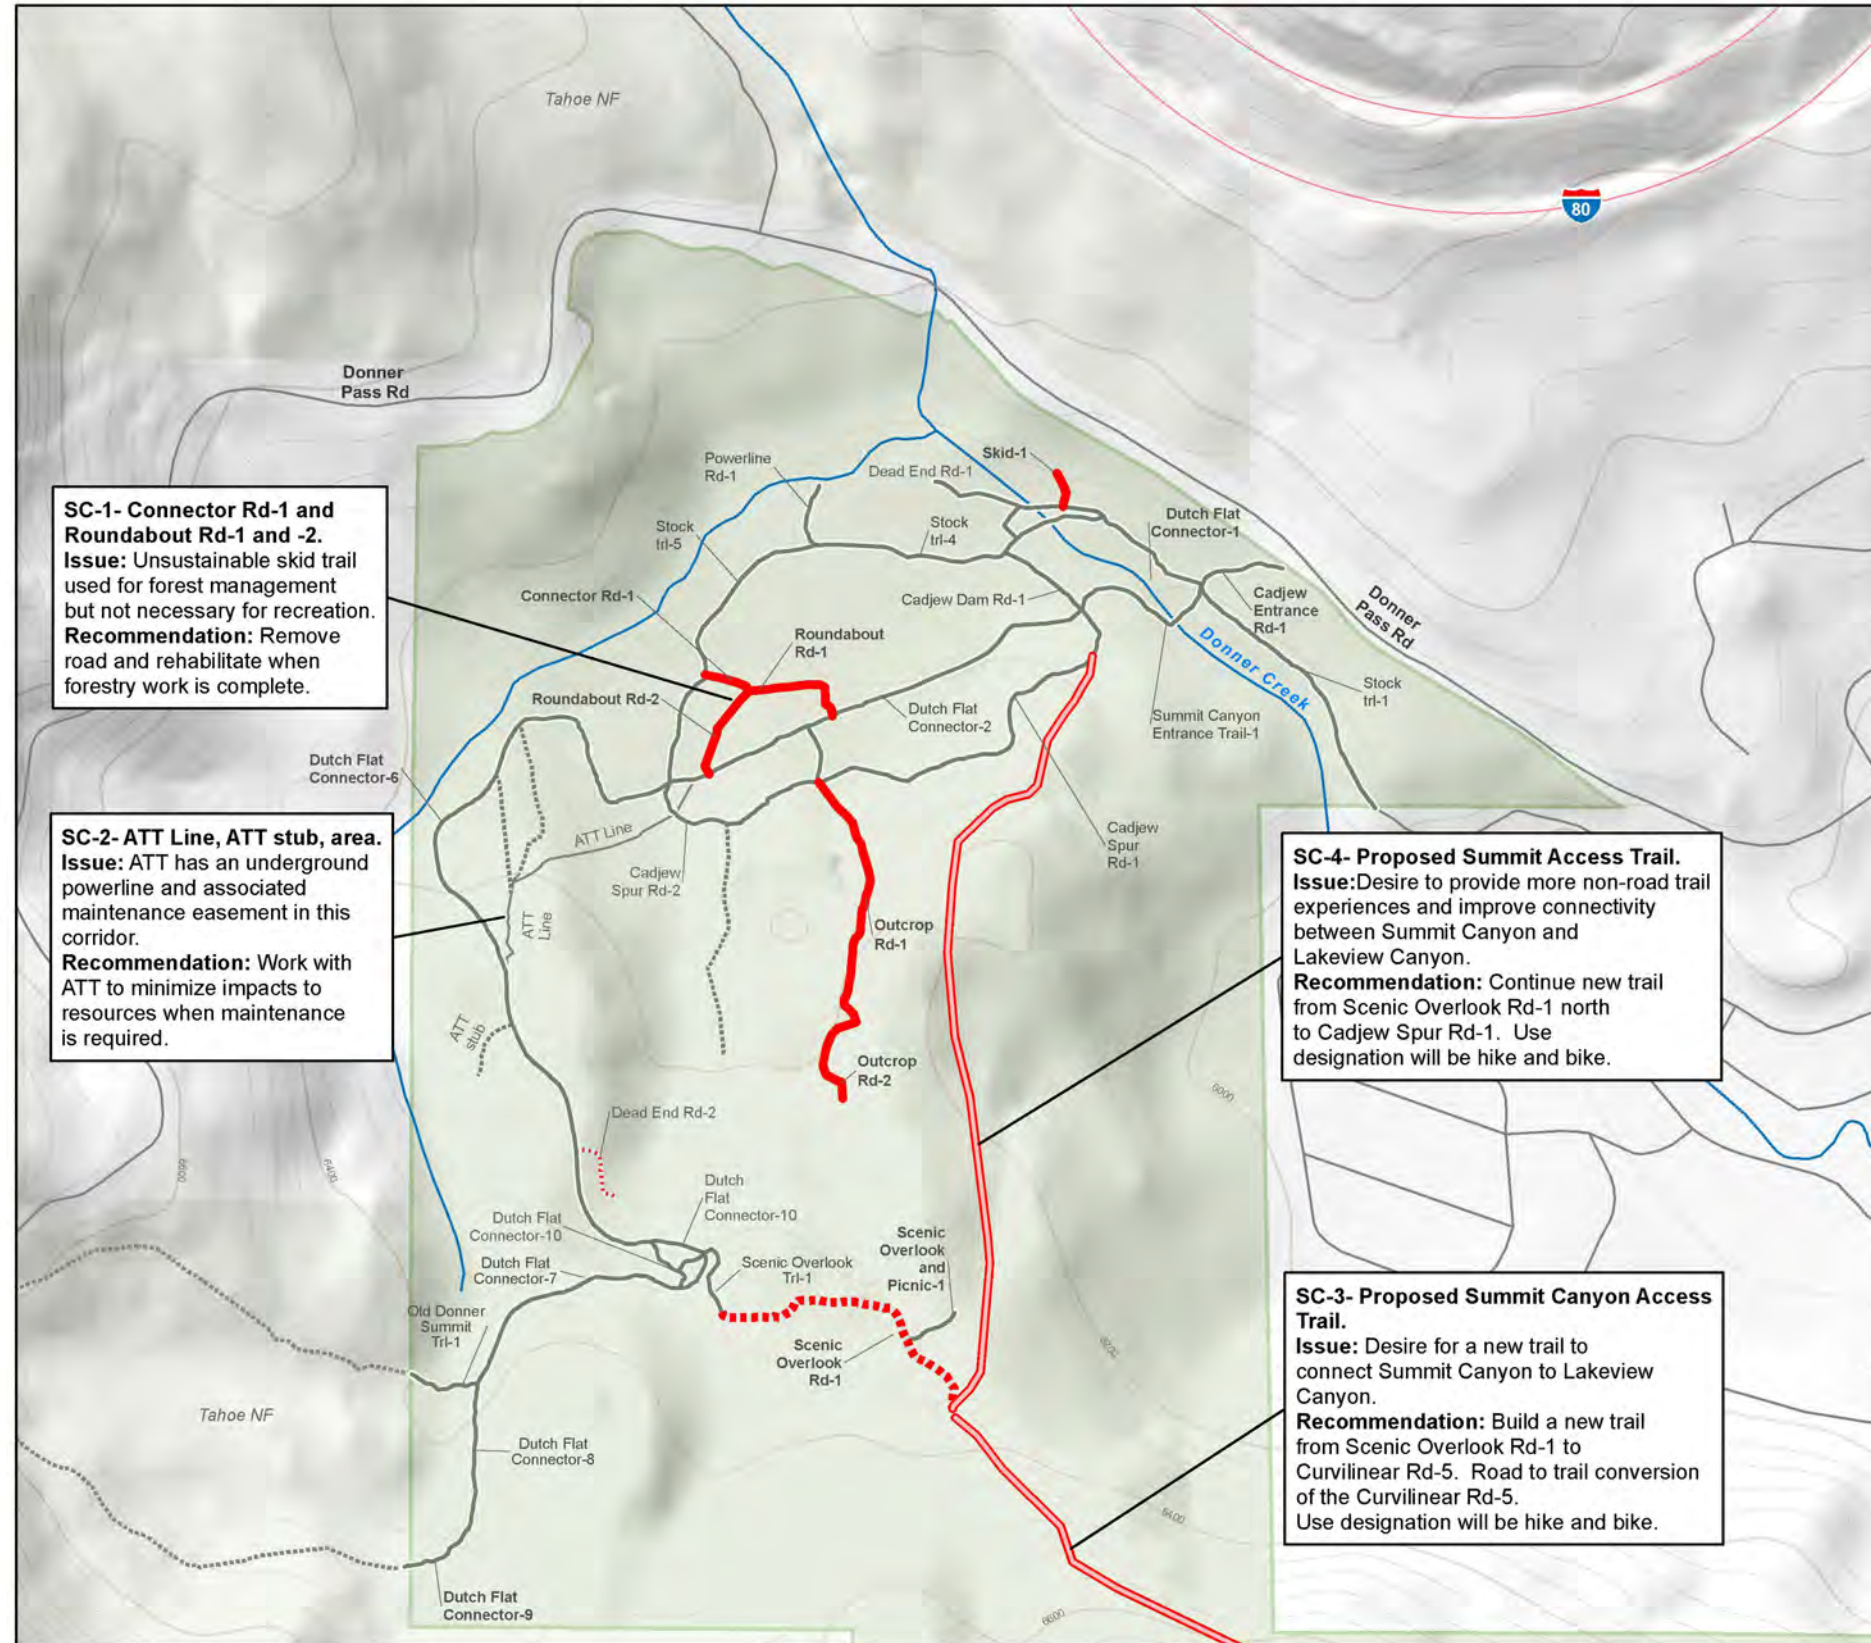 Tahoe NF
80
Donner
Pass Rd
Powerline
Rd-1
Dead End Rd-1
Skid-1
Stock
trl-5
Stock
trl-4
Dutch Flat
Connector-1
SC-1- Connector Rd-1 and
Roundabout Rd-1 and -2.
Issue: Unsustainable skid trail
used for forest management
but not necessary for recreation.
Recommendation: Remove
road and rehabilitate when
forestry work is complete.
Connector Rd-1
Cadjew Dam Rd-1
Cadjew
Entrance
Rd-1
Donner
Pass Rd
Roundabout
Rd-1
Donner Creek
Roundabout Rd-2
Stock
trl-1
Dutch Flat
Connector-2
Summit Canyon
Entrance Trail-1
Dutch Flat
Connector-6
SC-2- ATT Line, ATT stub, area.
Issue: ATT has an underground
powerline and associated
maintenance easement in this
corridor.
Recommendation: Work with
ATT to minimize impacts to
resources when maintenance
is required.
ATT Line
Cadjew
Spur Rd-2
Cadjew
Spur
Rd-1
SC-4- Proposed Summit Access Trail.
Issue:Desire to provide more non-road trail
experiences and improve connectivity
between Summit Canyon and
Lakeview Canyon.
Recommendation: Continue new trail
from Scenic Overlook Rd-1 north
to Cadjew Spur Rd-1. Use
designation will be hike and bike.
ATT
Line
Outcrop
Rd-1
ATT
stub
Outcrop
Rd-2
6000
Dead End Rd-2
6600
6400
Dutch
Flat
Connector-10
Dutch Flat
Connector-10
Dutch Flat
Connector-7
Scenic Overlook
Trl-1
Scenic
Overlook
and
Picnic-1
Old Donner
Summit
Trl-1
Scenic
Overlook
Rd-1
6200
SC-3- Proposed Summit Canyon Access
Trail.
Issue: Desire for a new trail to
connect Summit Canyon to Lakeview
Canyon.
Recommendation: Build a new trail
from Scenic Overlook Rd-1 to
Curvilinear Rd-5. Road to trail conversion
of the Curvilinear Rd-5.
Use designation will be hike and bike.
Tahoe NF
Dutch Flat
Connector-8
6400
Dutch Flat
Connector-9
6600